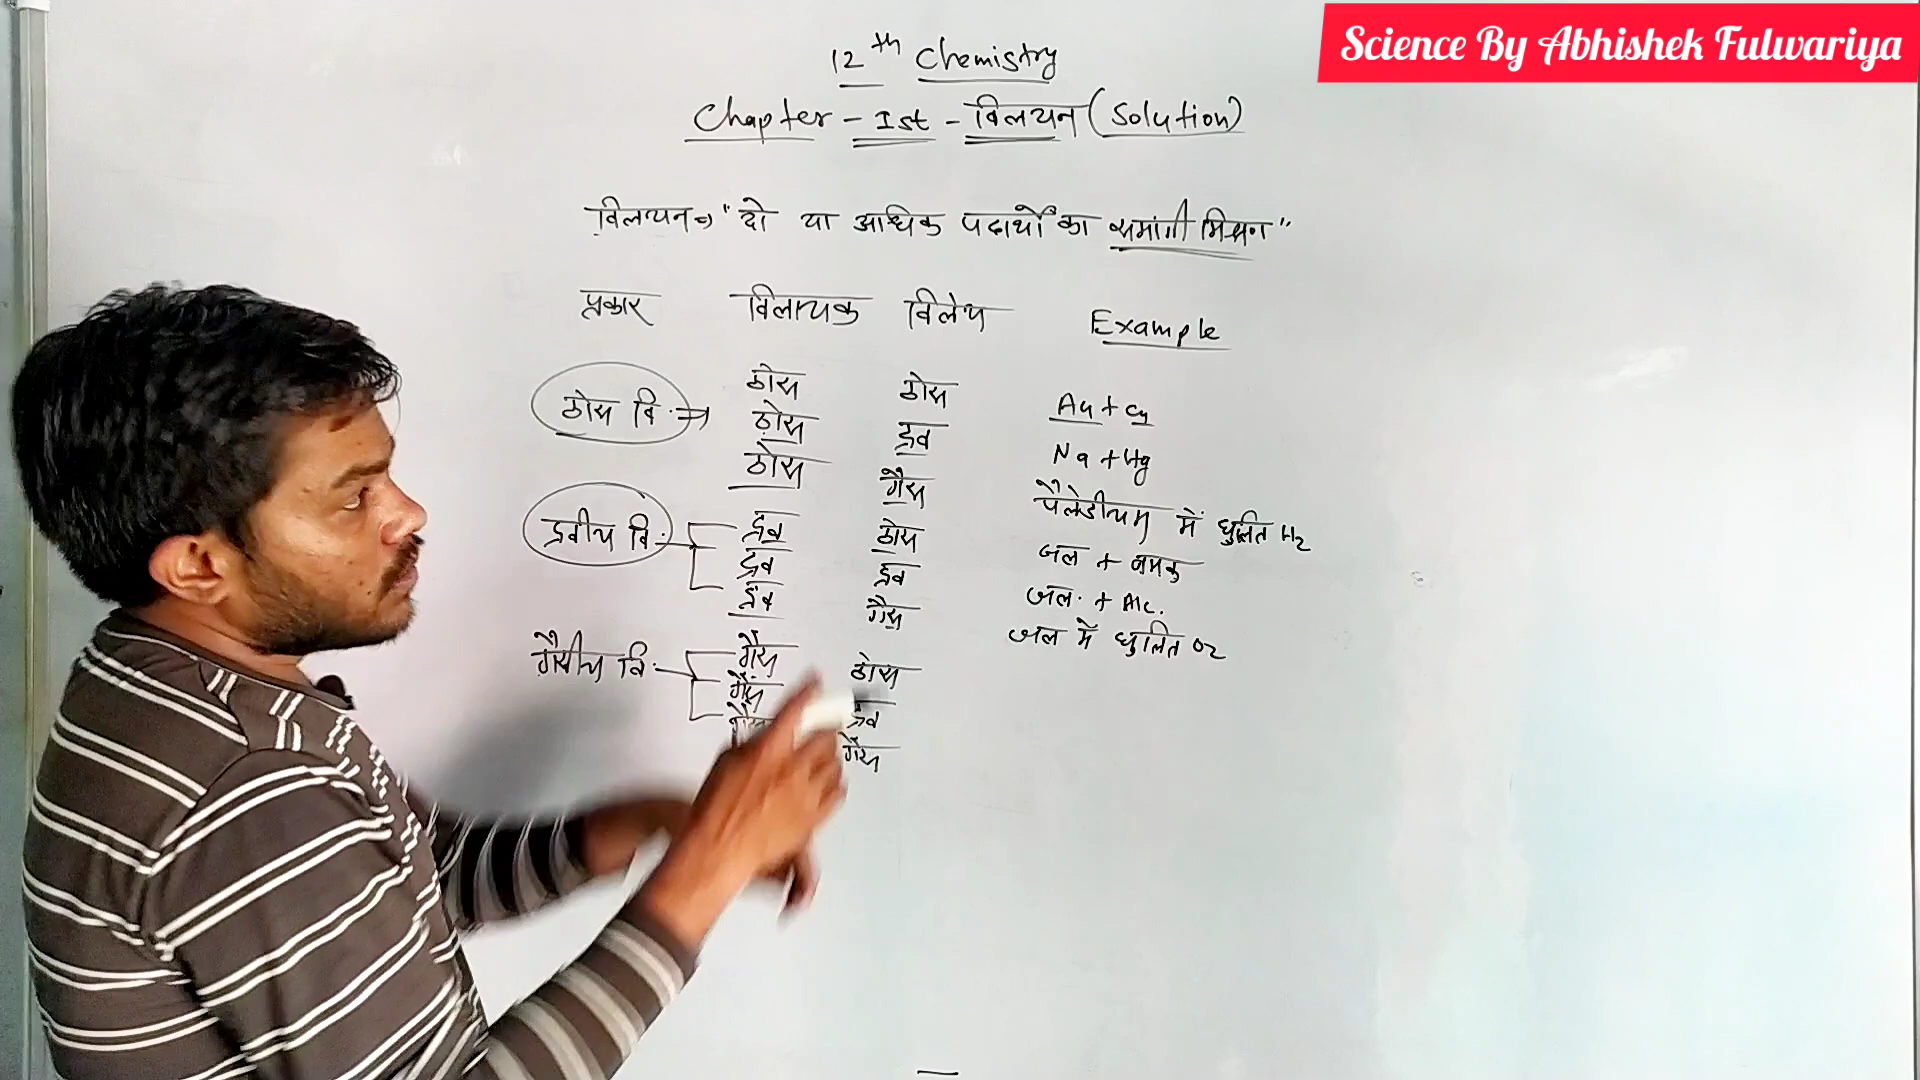 Science By Abhishek Fulwariya
12th Chemistry
Chapter - Ist - विलयन (Solution)
विलयन ⇒ "दो या अधिक पदार्थों का समांगी मिश्रण"
प्रकार विलायक विलेय Example
ठोस वि. ⇒ ठोस ठोस Au + Cu
ठोस द्रव Na + Hg
ठोस गैस पैलेडीयम में घुलित H2
द्रवीय वि. द्रव ठोस जल + नमक
द्रव द्रव जल. + Alc.
द्रव गैस जल में घुलित O2
गैसीय वि. गैस ठोस
गैस द्रव
गैस गैस